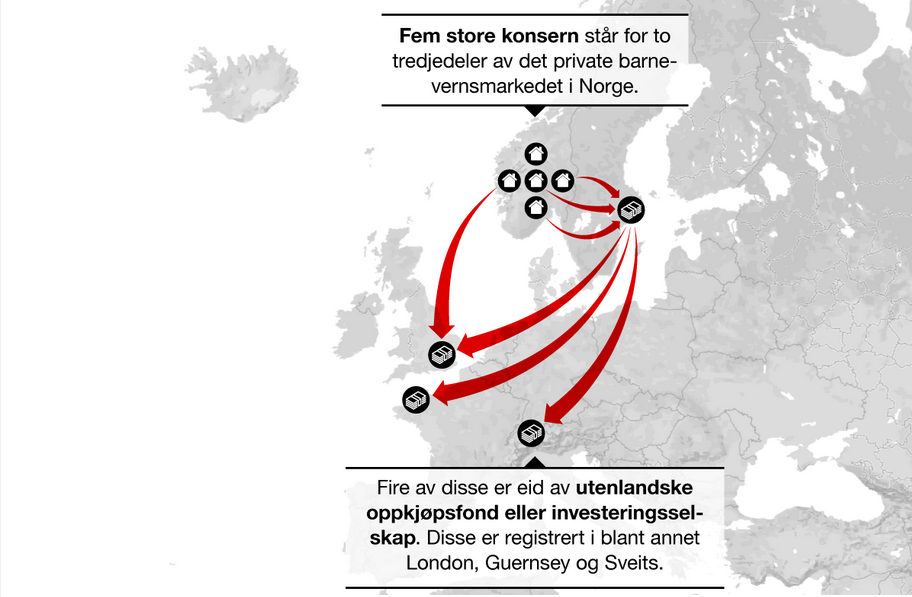 Fem store konsern står for to
tredjedeler av det private barne-
vernsmarkedet i Norge.
Fire av disse er eid av utenlandske
oppkjøpsfond eller investeringssel-
skap. Disse er registrert i blant annet
London, Guernsey og Sveits.